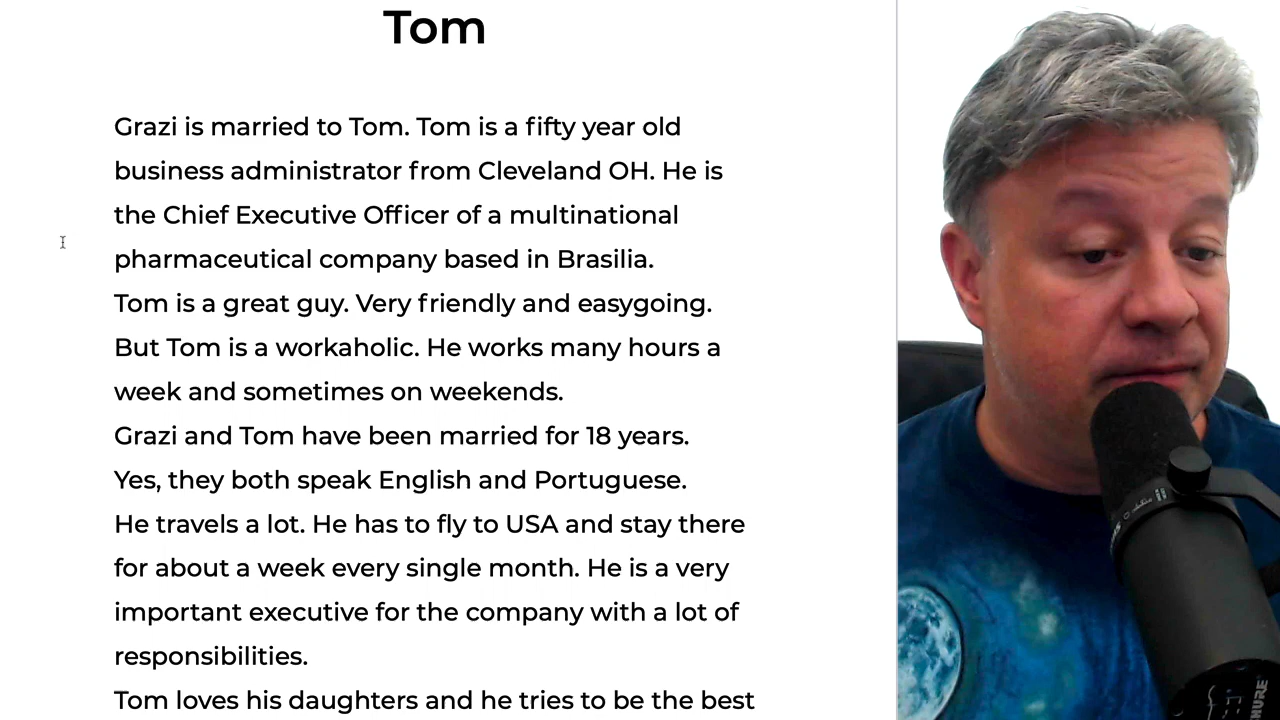 Tom
Grazi is married to Tom. Tom is a fifty year old
business administrator from Cleveland OH. He is
the Chief Executive Officer of a multinational
pharmaceutical company based in Brasilia.
Tom is a great guy. Very friendly and easygoing.
But Tom is a workaholic. He works many hours a
week and sometimes on weekends.
Grazi and Tom have been married for 18 years.
Yes, they both speak English and Portuguese.
He travels a lot. He has to fly to USA and stay there
for about a week every single month. He is a very
important executive for the company with a lot of
responsibilities.
Tom loves his daughters and he tries to be the best